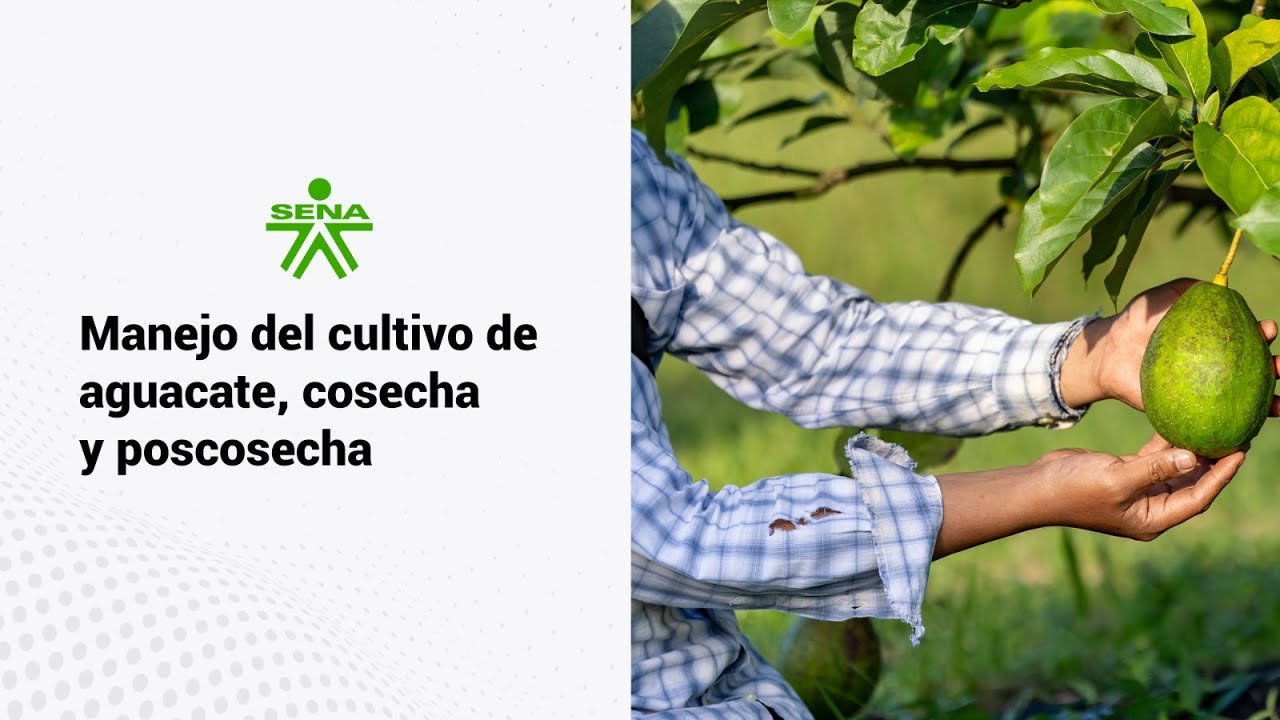 SENA
Manejo del cultivo de
aguacate, cosecha
y poscosecha